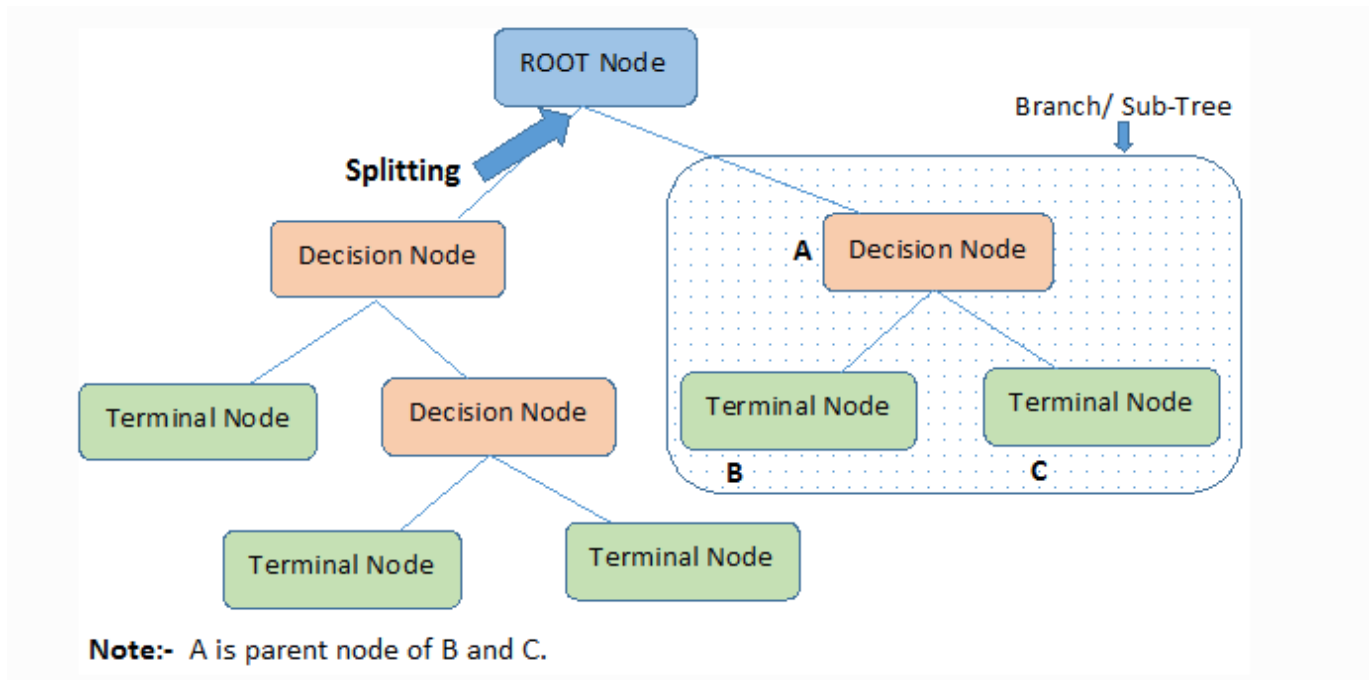 ROOT Node
Branch/ Sub-Tree
Splitting
Decision Node
A
Decision Node
Terminal Node
Decision Node
Terminal Node
Terminal Node
B
C
Terminal Node
Terminal Node
Note:- A is parent node of B and C.